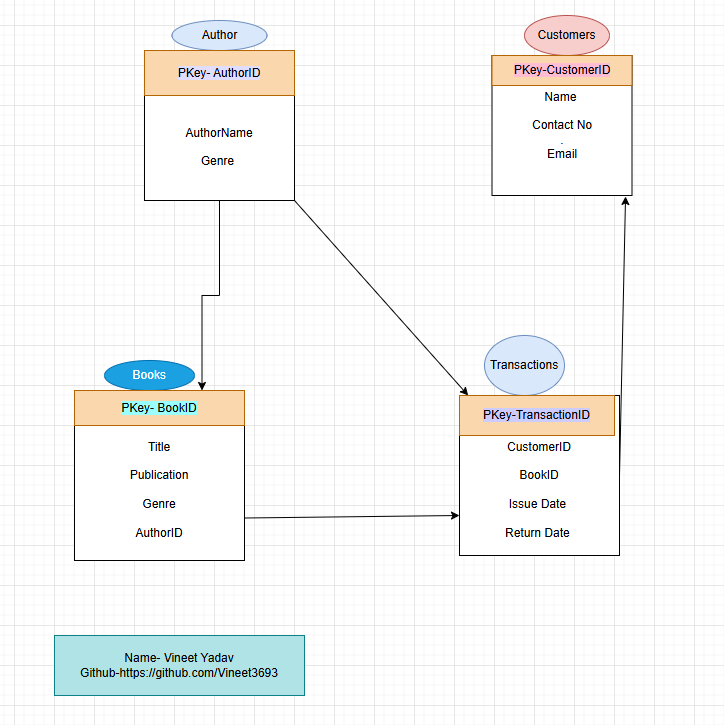 Author
PKey- AuthorID
AuthorName
Genre
Customers
PKey-CustomerID
Name
Contact No
.
Email
Books
PKey- BookID
Title
Publication
Genre
AuthorID
Transactions
PKey-TransactionID
CustomerID
BookID
Issue Date
Return Date
Name- Vineet Yadav
Github-https://github.com/Vineet3693